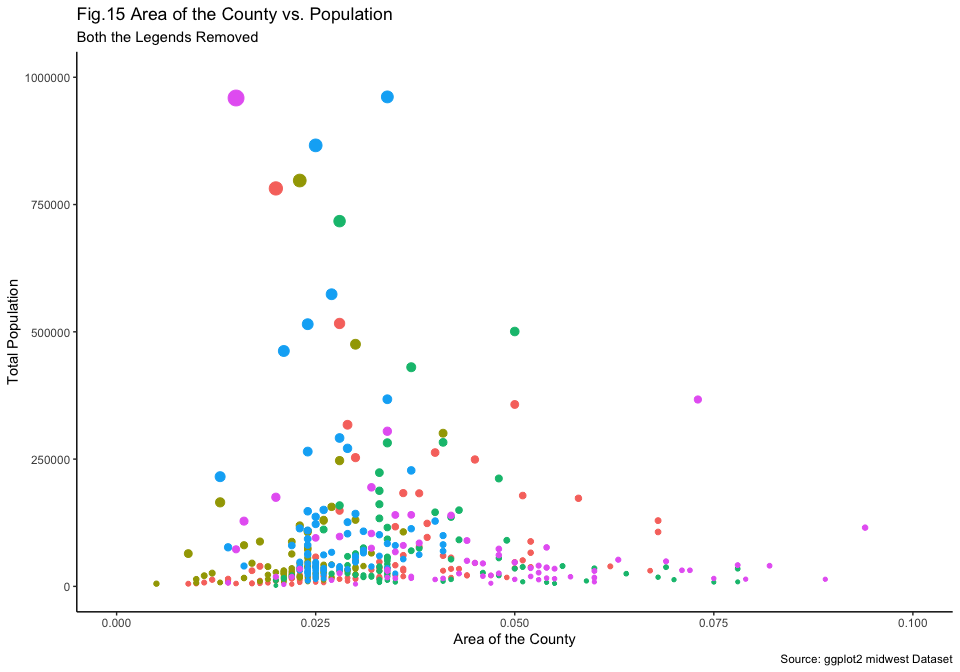 Fig.15 Area of the County vs. Population
Both the Legends Removed
1000000
750000
500000
250000
0
Total Population
0.000
0.025
0.050
0.075
0.100
Area of the County
Source: ggplot2 midwest Dataset